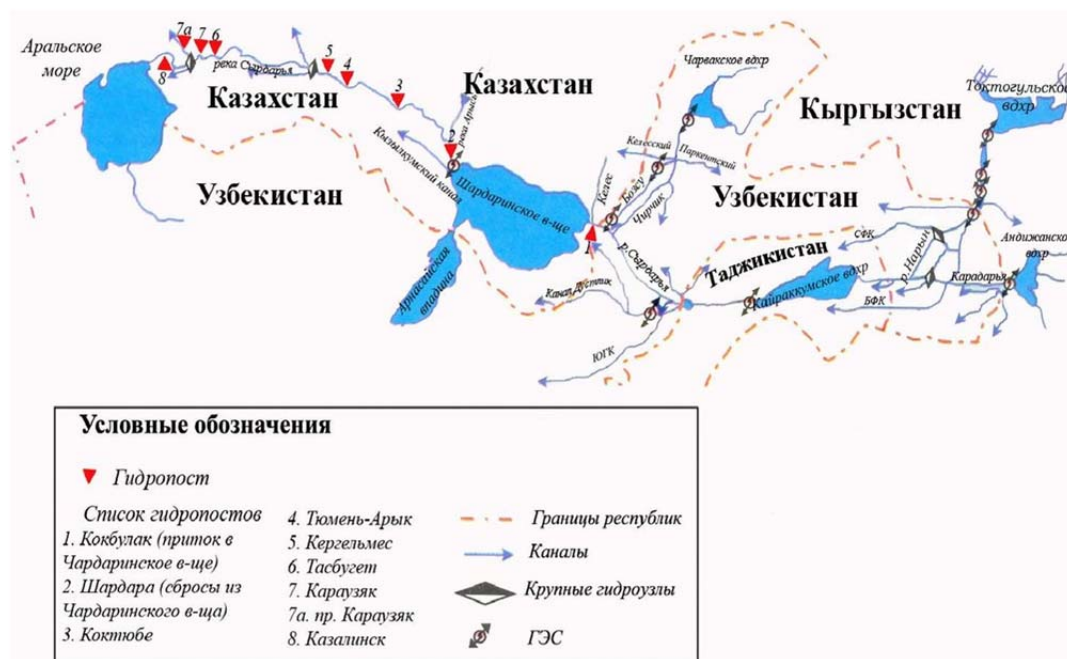 7а 7 6
Аральское
море
8
река Сырдарья
5
4
Казахстан
3
Казахстан
2
река Арысь
Кызылкумский канал
Шардаринское в-ще
Узбекистан
Арнасайская
впадина
Чарвакское вдхр
Кыргызстан
Токтогульское
вдхр
Келесский
Паркентский
Келес
Бозсу
Чирчик
Узбекистан
1
р.Сырдарья
Таджикистан
СФК
р. Нарын
Андижанское
вдхр
Карадарья
Кайраккумское вдхр
БФК
Канал Дустлик
ЮГК
Условные обозначения
Гидропост
Список гидропостов
1. Кокбулак (приток в
Чардаринское в-ще)
2. Шардара (сбросы из
Чардаринского в-ща)
3. Коктюбе
4. Тюмень-Арык
5. Кергельмес
6. Тасбугет
7. Караузяк
7а. пр. Караузяк
8. Казалинск
Границы республик
Каналы
Крупные гидроузлы
ГЭС